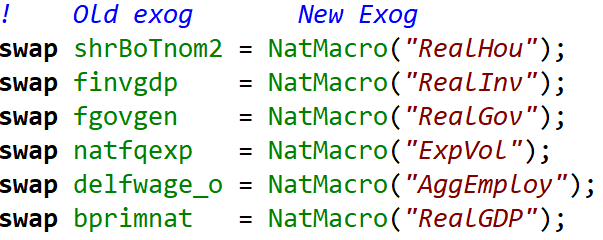 !    Old exog       New Exog
swap shrBoTnom2 = NatMacro("RealHou");
swap finvgdp    = NatMacro("RealInv");
swap fgovgen    = NatMacro("RealGov");
swap natfqexp   = NatMacro("ExpVol");
swap delfwage_o = NatMacro("AggEmploy");
swap bprimnat   = NatMacro("RealGDP");